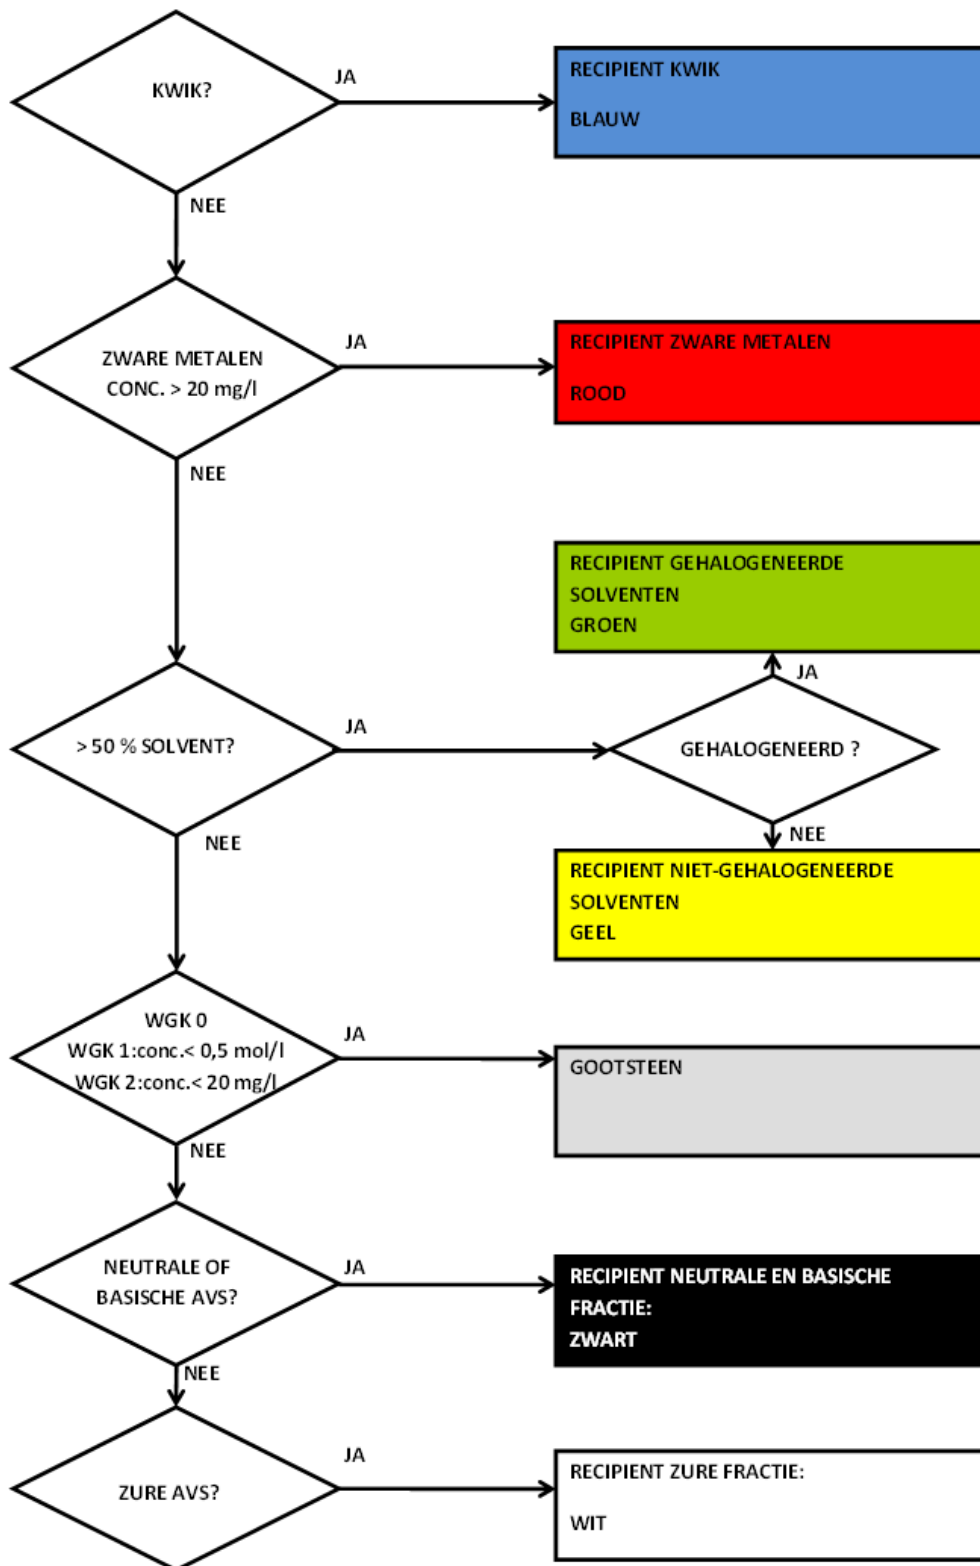 KWIK?
JA
RECIPIENT KWIK
BLAUW
NEE
ZWARE METALEN
CONC. > 20 mg/l
JA
RECIPIENT ZWARE METALEN
ROOD
NEE
RECIPIENT GEHALOGENEERDE
SOLVENTEN
GROEN
JA
> 50 % SOLVENT?
JA
GEHALOGENEERD ?
NEE
NEE
RECIPIENT NIET-GEHALOGENEERDE
SOLVENTEN
GEEL
WGK 0
WGK 1:conc.< 0,5 mol/l
WGK 2:conc.< 20 mg/l
JA
GOOTSTEEN
NEE
NEUTRALE OF
BASISCHE AVS?
JA
RECIPIENT NEUTRALE EN BASISCHE
FRACTIE:
ZWART
NEE
ZURE AVS?
JA
RECIPIENT ZURE FRACTIE:
WIT